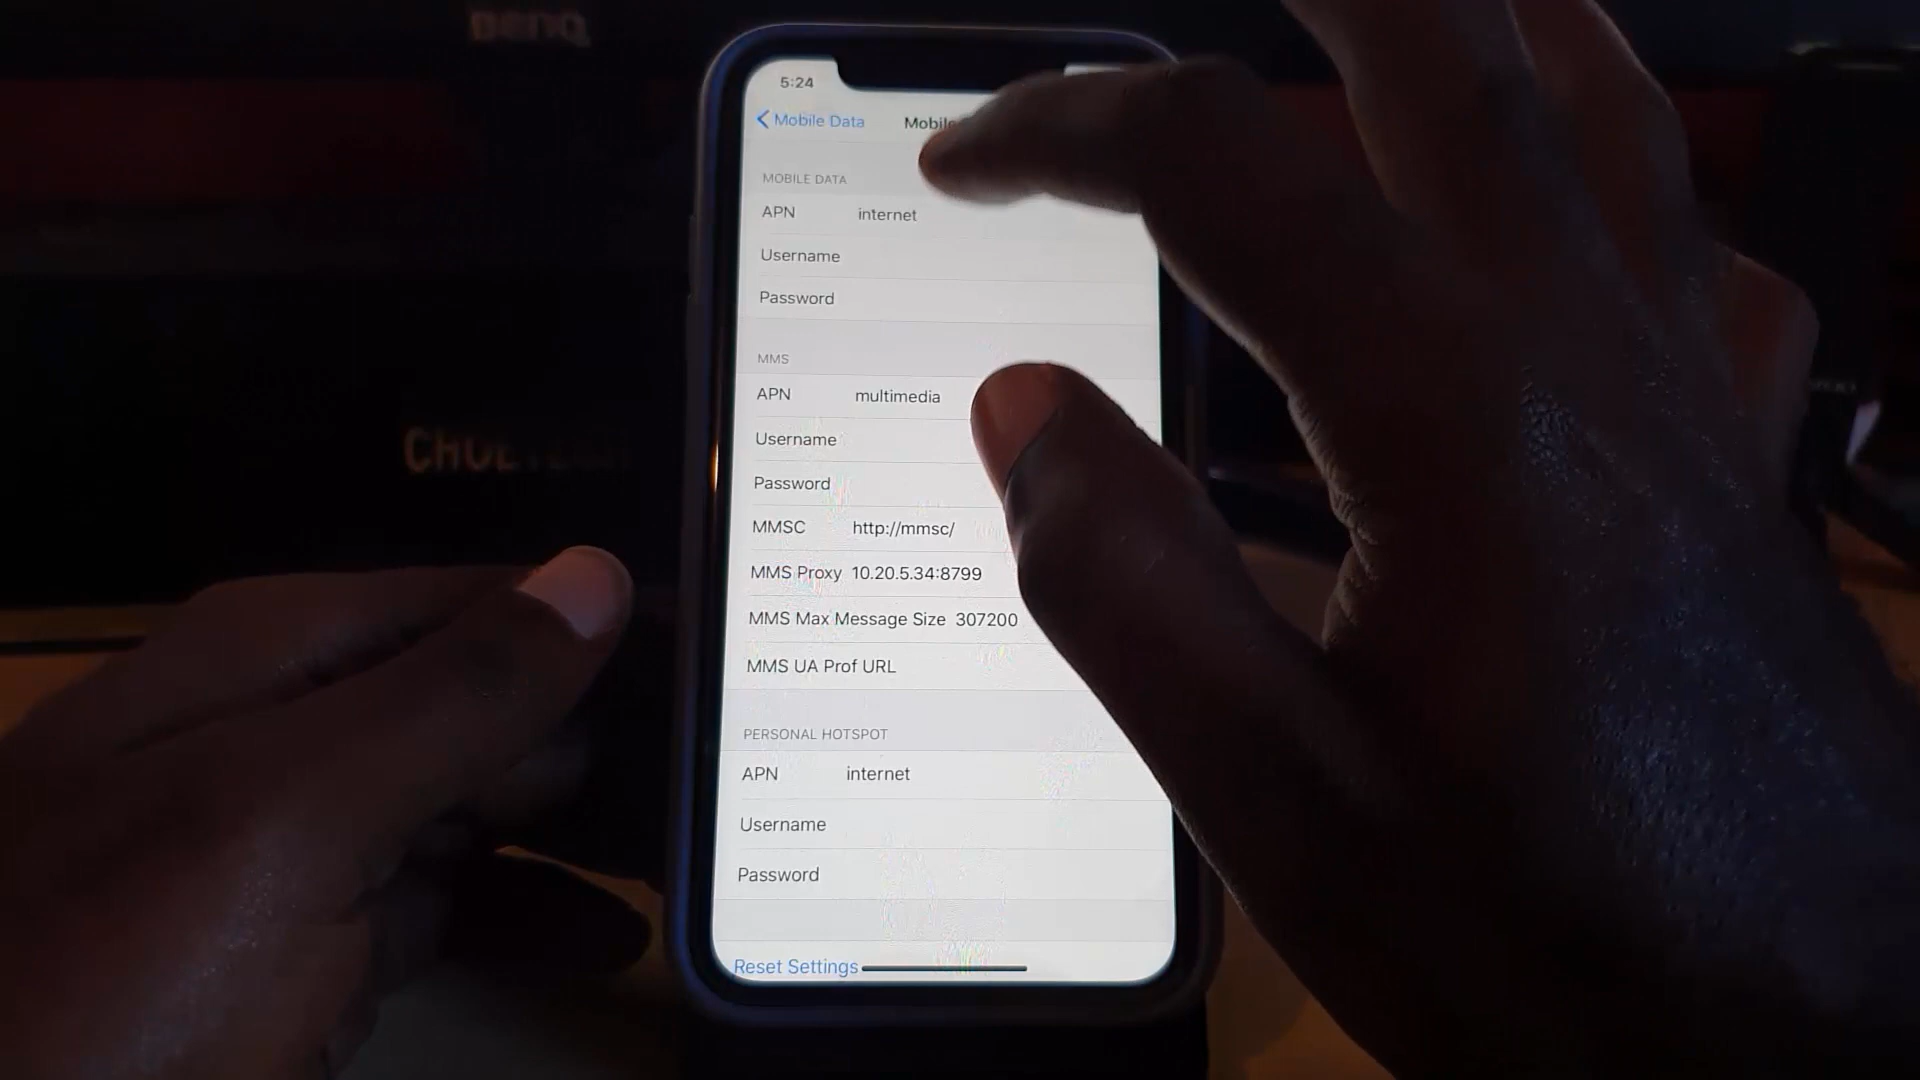 BenQ
5:24
Mobile Data
MOBILE DATA
APN internet
Username
Password
MMS
APN multimedia
Username
Password
MMSC http://mmsc/
MMS Proxy 10.20.5.34:8799
MMS Max Message Size 307200
MMS UA Prof URL
PERSONAL HOTSPOT
APN internet
Username
Password
Reset Settings